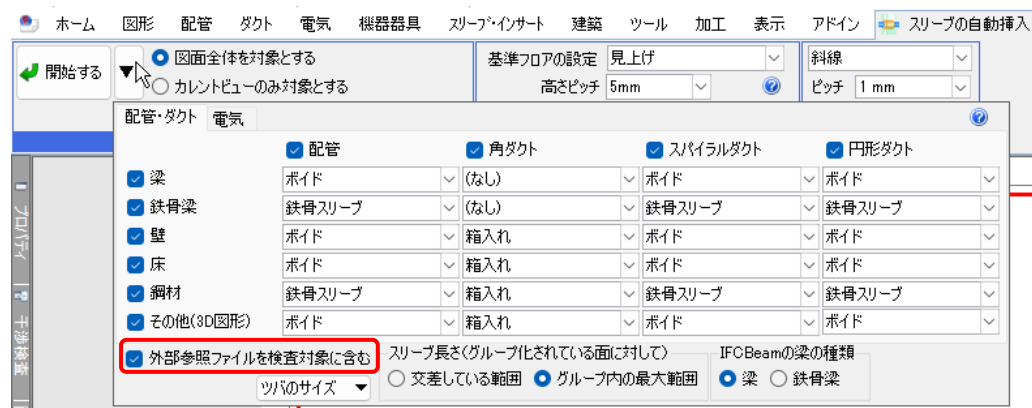 ホーム 図形 配管 ダクト 電気 機器器具 スリーブ・インサート 建築 ツール 加工 表示 アドイン スリーブの自動挿入
開始する ▼ 図面全体を対象とする 基準フロアの設定 見上げ 斜線
カレントビューのみ対象とする 高さピッチ 5mm ピッチ 1 mm
配管・ダクト 電気
配管 角ダクト スパイラルダクト 円形ダクト
梁 ボイド (なし) ボイド ボイド
鉄骨梁 鉄骨スリーブ (なし) 鉄骨スリーブ 鉄骨スリーブ
壁 ボイド 箱入れ ボイド ボイド
床 ボイド 箱入れ ボイド ボイド
鋼材 鉄骨スリーブ 箱入れ 鉄骨スリーブ 鉄骨スリーブ
その他(3D図形) ボイド 箱入れ ボイド ボイド
外部参照ファイルを検査対象に含む スリーブ長さ(グループ化されている面に対して) IFCBeamの梁の種類
ツバのサイズ ▼ 交差している範囲 グループ内の最大範囲 梁 鉄骨梁
プロパティ
干渉検査